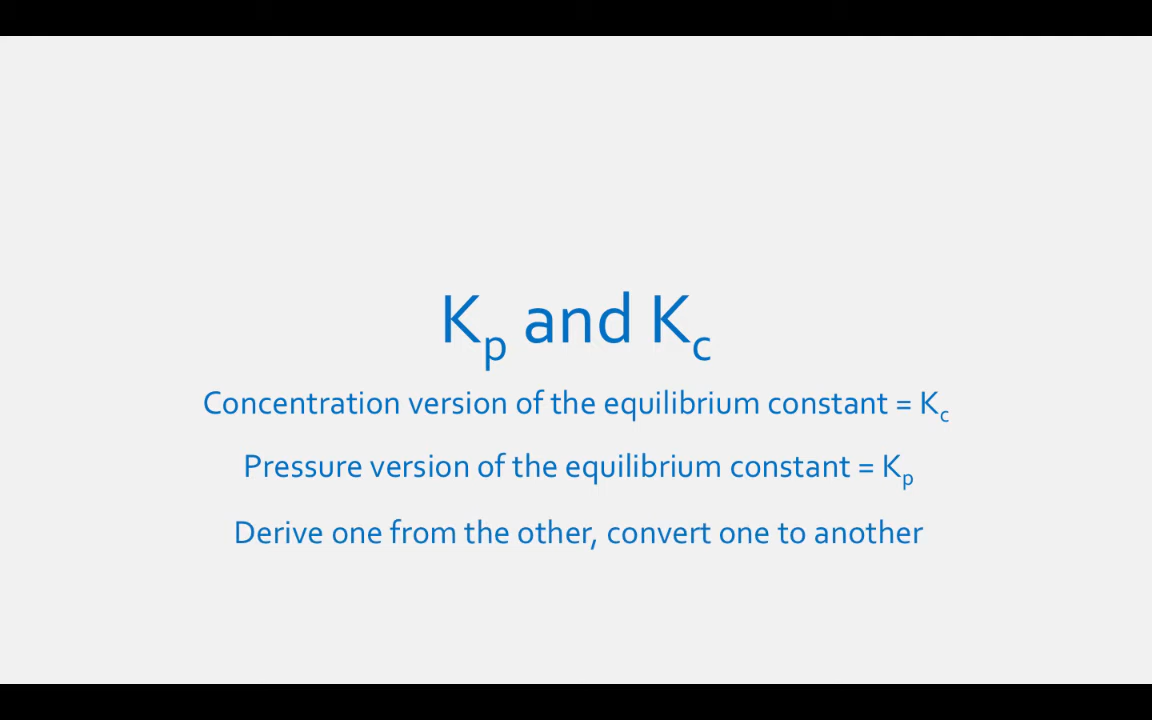 Kp and Kc
Concentration version of the equilibrium constant = Kc
Pressure version of the equilibrium constant = Kp
Derive one from the other, convert one to another